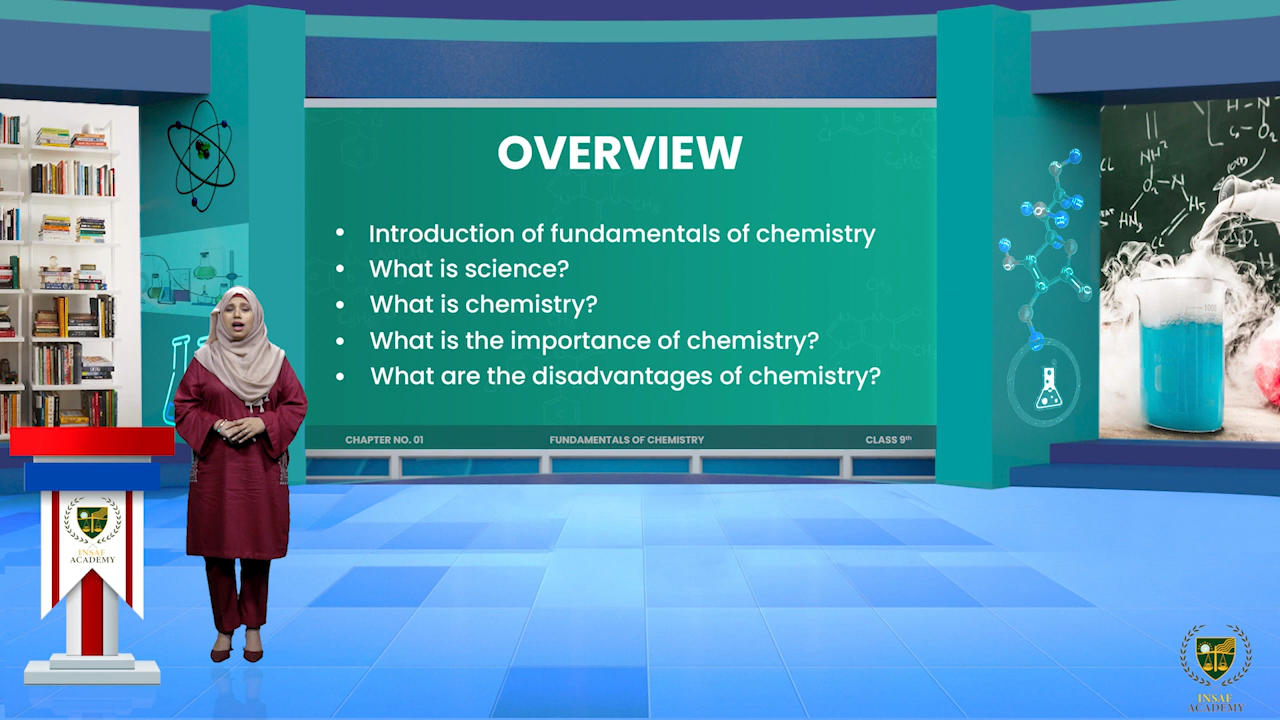 OVERVIEW
• Introduction of fundamentals of chemistry
• What is science?
• What is chemistry?
• What is the importance of chemistry?
• What are the disadvantages of chemistry?
CHAPTER NO. 01 FUNDAMENTALS OF CHEMISTRY CLASS 9th
INSAF
ACADEMY
INSAF
ACADEMY